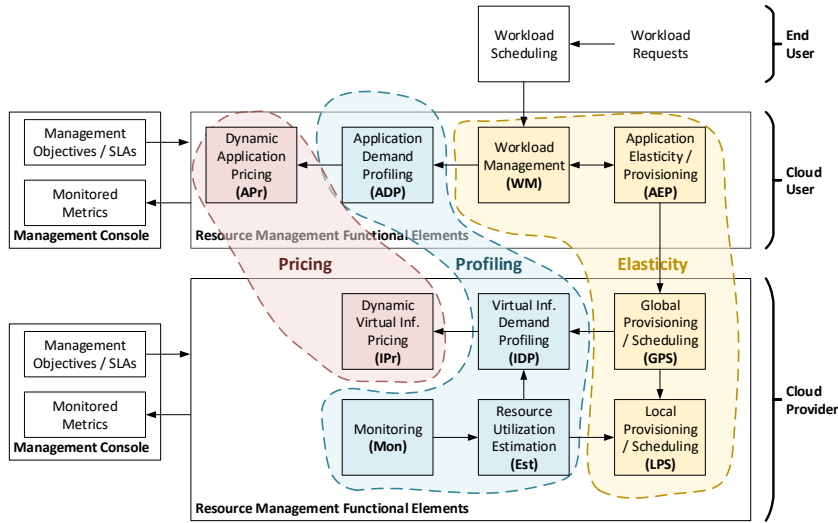 Workload
Scheduling
Workload
Requests
End
User
Management
Objectives / SLAs
Monitored
Metrics
Management Console
Dynamic
Application
Pricing
(APr)
Application
Demand
Profiling
(ADP)
Workload
Management
(WM)
Application
Elasticity /
Provisioning
(AEP)
Resource Management Functional Elements
Cloud
User
Pricing
Profiling
Elasticity
Management
Objectives / SLAs
Monitored
Metrics
Management Console
Dynamic
Virtual Inf.
Pricing
(IPr)
Virtual Inf.
Demand
Profiling
(IDP)
Global
Provisioning
/ Scheduling
(GPS)
Monitoring
(Mon)
Resource
Utilization
Estimation
(Est)
Local
Provisioning
/ Scheduling
(LPS)
Resource Management Functional Elements
Cloud
Provider